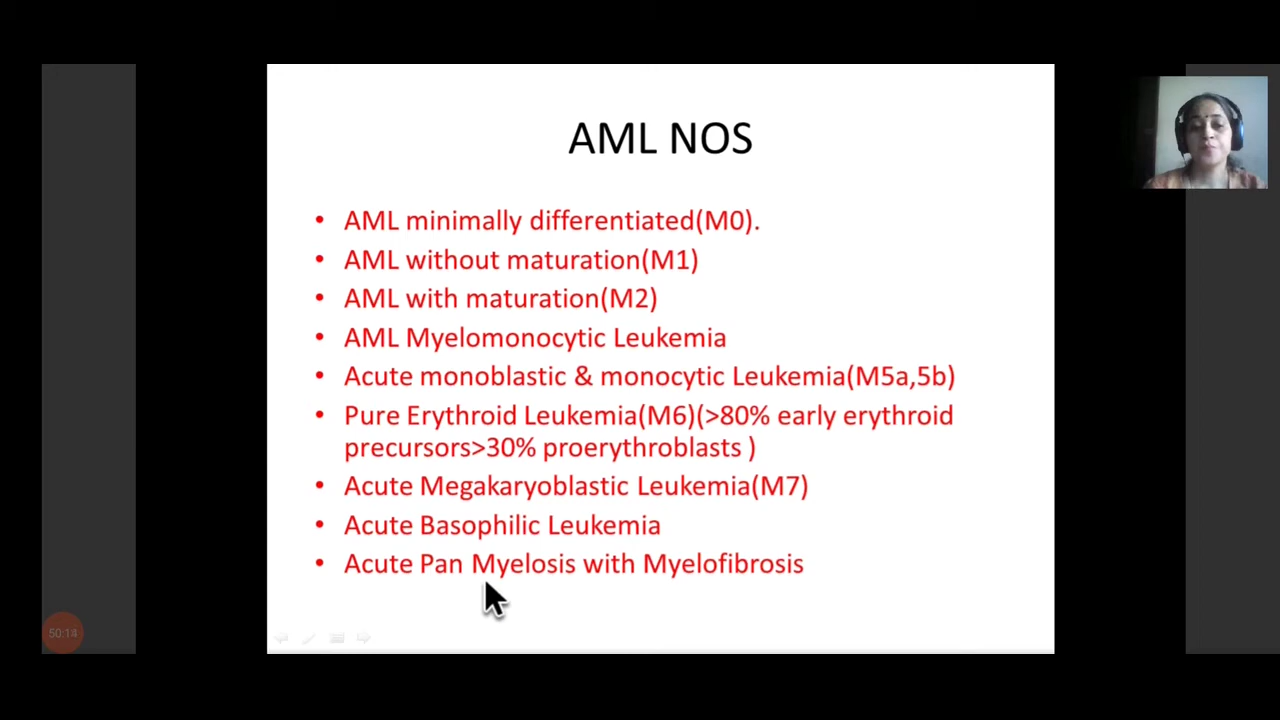 AML NOS
• AML minimally differentiated(M0).
• AML without maturation(M1)
• AML with maturation(M2)
• AML Myelomonocytic Leukemia
• Acute monoblastic & monocytic Leukemia(M5a,5b)
• Pure Erythroid Leukemia(M6)(>80% early erythroid
precursors>30% proerythroblasts )
• Acute Megakaryoblastic Leukemia(M7)
• Acute Basophilic Leukemia
• Acute Pan Myelosis with Myelofibrosis
50:14